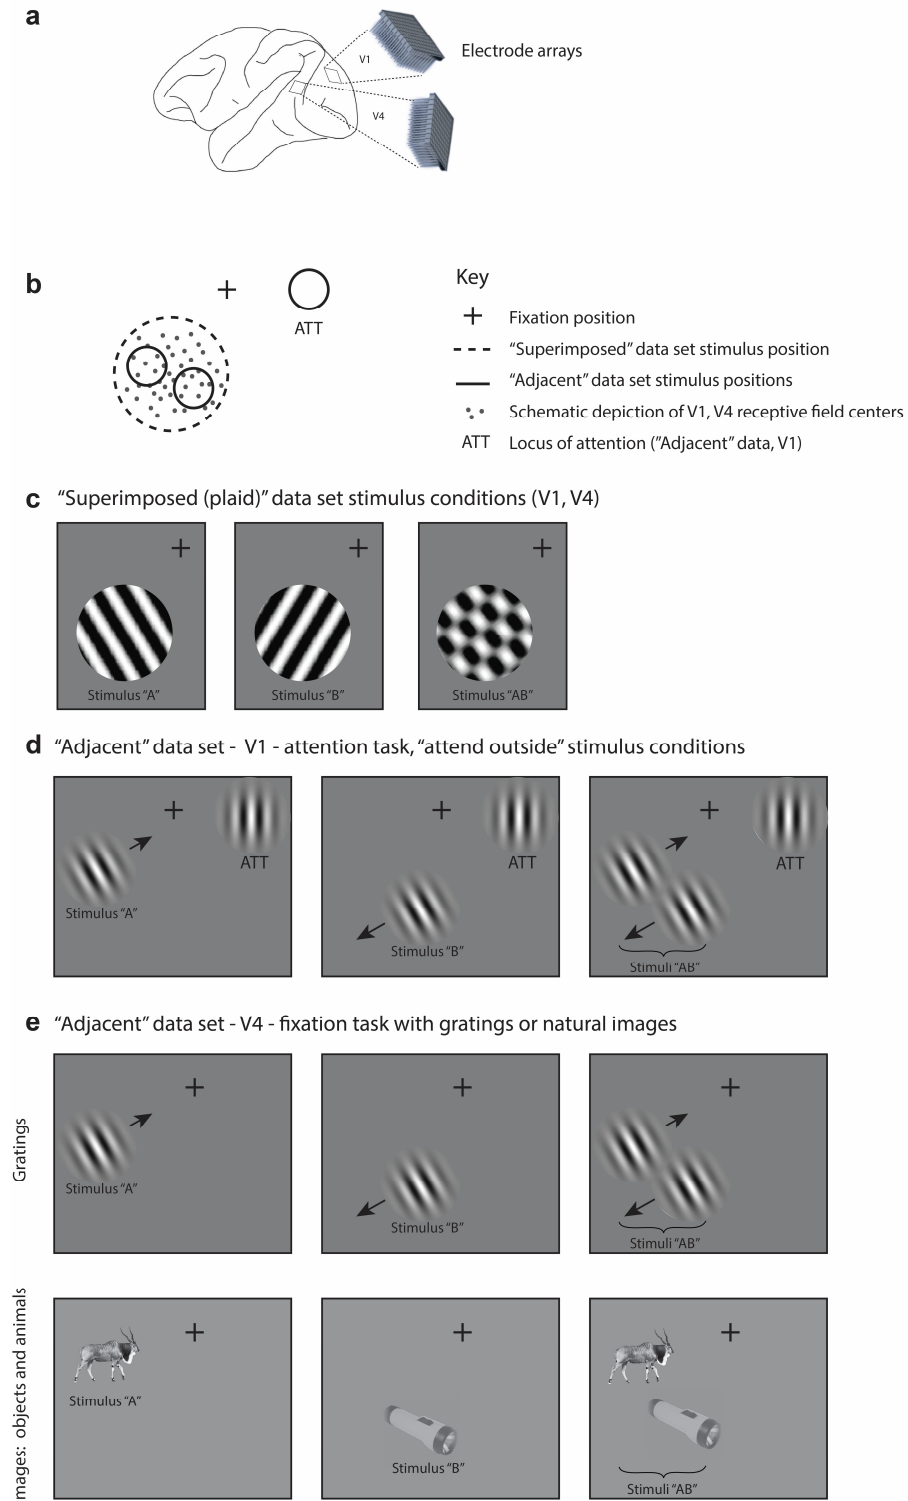 a
V1
Electrode arrays
V4
b
ATT
Key
Fixation position
“Superimposed” data set stimulus position
“Adjacent” data set stimulus positions
Schematic depiction of V1, V4 receptive field centers
ATT Locus of attention (”Adjacent” data, V1)
c “Superimposed (plaid)” data set stimulus conditions (V1, V4)
Stimulus “A”
Stimulus “B”
Stimulus “AB”
d “Adjacent” data set - V1 - attention task, “attend outside” stimulus conditions
ATT
Stimulus “A”
ATT
Stimulus “B”
ATT
Stimuli “AB”
e “Adjacent” data set - V4 - fixation task with gratings or natural images
Gratings
Stimulus “A”
Stimulus “B”
Stimuli “AB”
mages: objects and animals
Stimulus “A”
Stimulus “B”
Stimuli “AB”